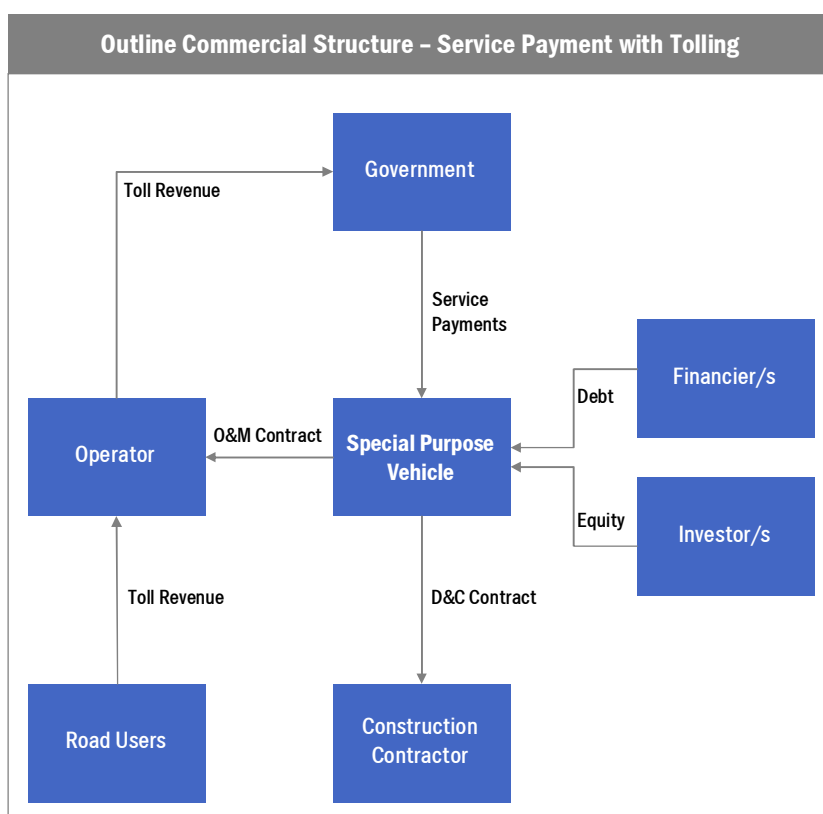 Outline Commercial Structure – Service Payment with Tolling
Government
Toll Revenue
Service
Payments
Financier/s
Debt
Operator
O&M Contract
Special Purpose
Vehicle
Equity
Investor/s
Toll Revenue
D&C Contract
Road Users
Construction
Contractor